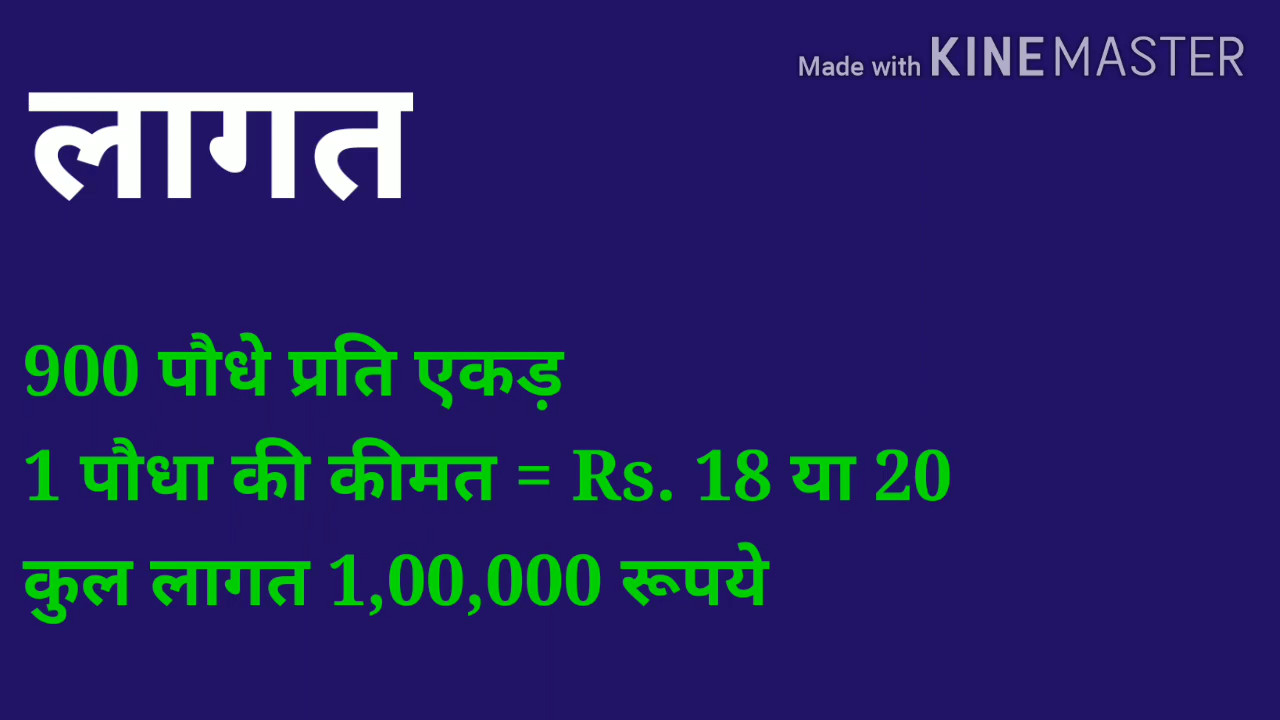 Made with KINEMASTER
लागत
900 पौधे प्रति एकड़
1 पौधा की कीमत = Rs. 18 या 20
कुल लागत 1,00,000 रूपये